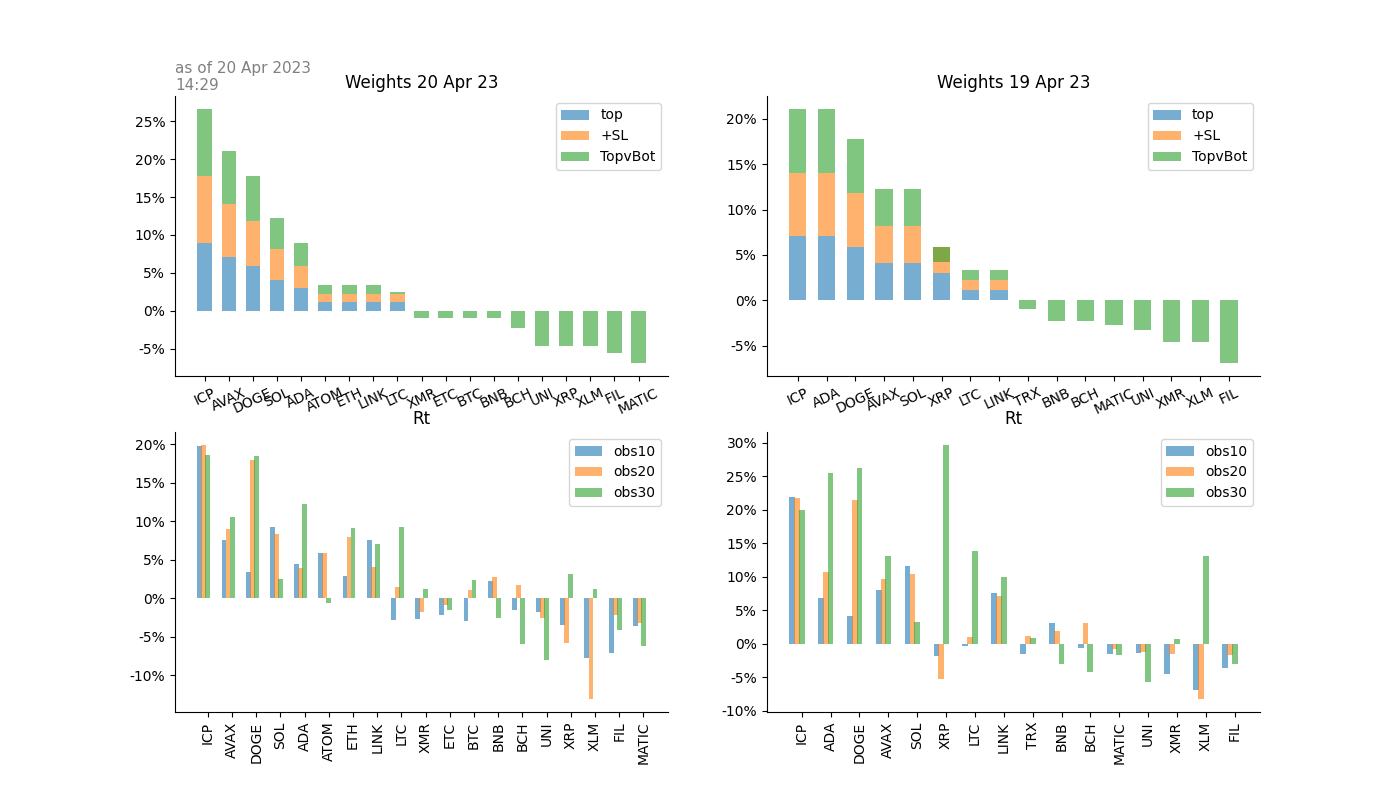 as of 20 Apr 2023
14:29
Weights 20 Apr 23
25%
20%
15%
10%
5%
0%
-5%
top
+SL
TopvBot
ICP AVAX DOGE SOL ADA ATOM ETH LINK LTC XMR ETC BTC BNB BCH UNI XRP XLM FIL MATIC
Weights 19 Apr 23
20%
15%
10%
5%
0%
-5%
top
+SL
TopvBot
ICP ADA DOGE AVAX SOL XRP LTC LINK TRX BNB BCH MATIC UNI XMR XLM FIL
Rt
20%
15%
10%
5%
0%
-5%
-10%
obs10
obs20
obs30
ICP AVAX DOGE SOL ADA ATOM ETH LINK LTC XMR ETC BTC BNB BCH UNI XRP XLM FIL MATIC
Rt
30%
25%
20%
15%
10%
5%
0%
-5%
-10%
obs10
obs20
obs30
ICP ADA DOGE AVAX SOL XRP LTC LINK TRX BNB BCH MATIC UNI XMR XLM FIL